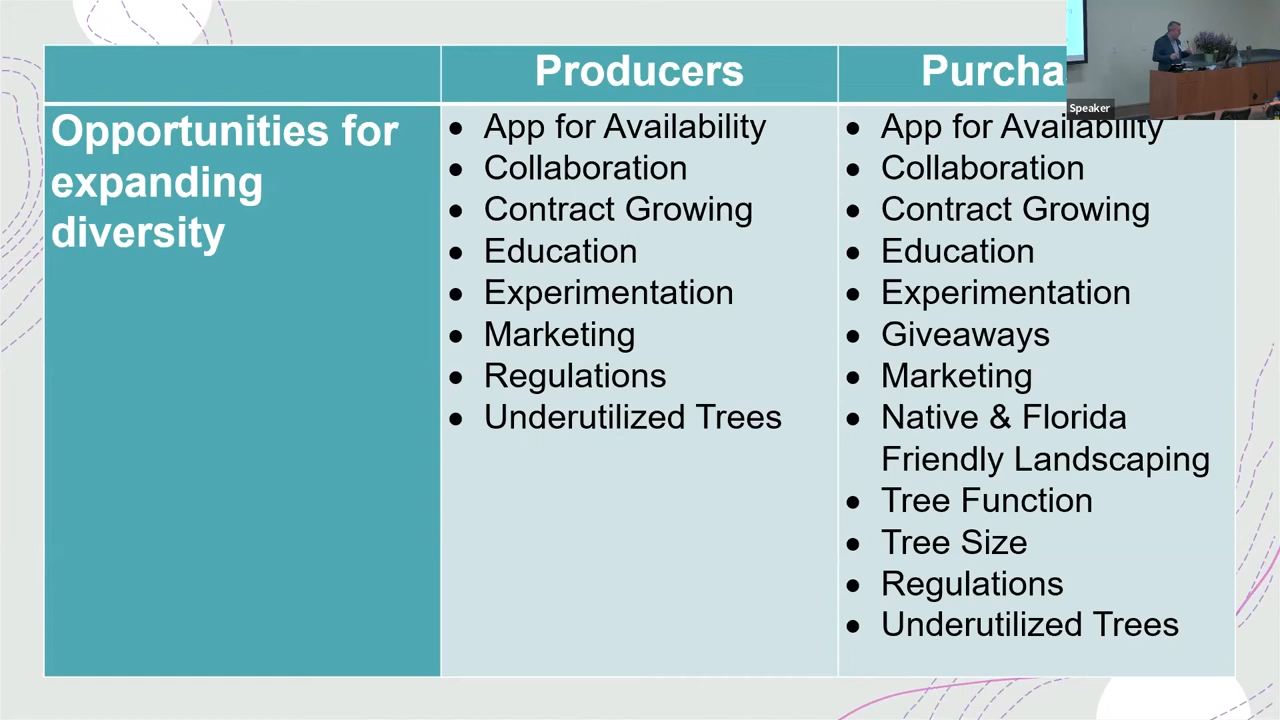 Producers
Purcha
Speaker
Opportunities for
expanding
diversity
• App for Availability
• Collaboration
• Contract Growing
• Education
• Experimentation
• Marketing
• Regulations
• Underutilized Trees
• App for Availability
• Collaboration
• Contract Growing
• Education
• Experimentation
• Giveaways
• Marketing
• Native & Florida
Friendly Landscaping
• Tree Function
• Tree Size
• Regulations
• Underutilized Trees